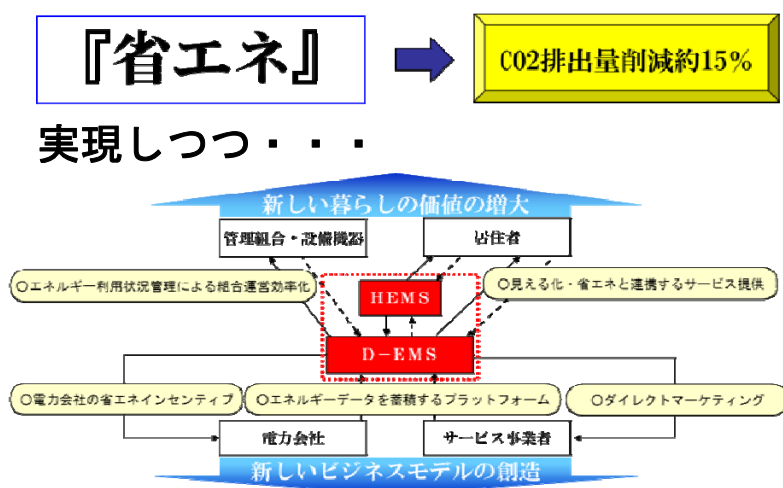 『省エネ』
CO2排出量削減約15%
実現しつつ・・・
新しい暮らしの価値の増大
管理組合・設備機器
居住者
○エネルギー利用状況管理による組合運営効率化
HEMS
○見える化・省エネと連携するサービス提供
D-EMS
○電力会社の省エネインセンティブ
○エネルギーデータを蓄積するプラットフォーム
○ダイレクトマーケティング
電力会社
サービス事業者
新しいビジネスモデルの創造